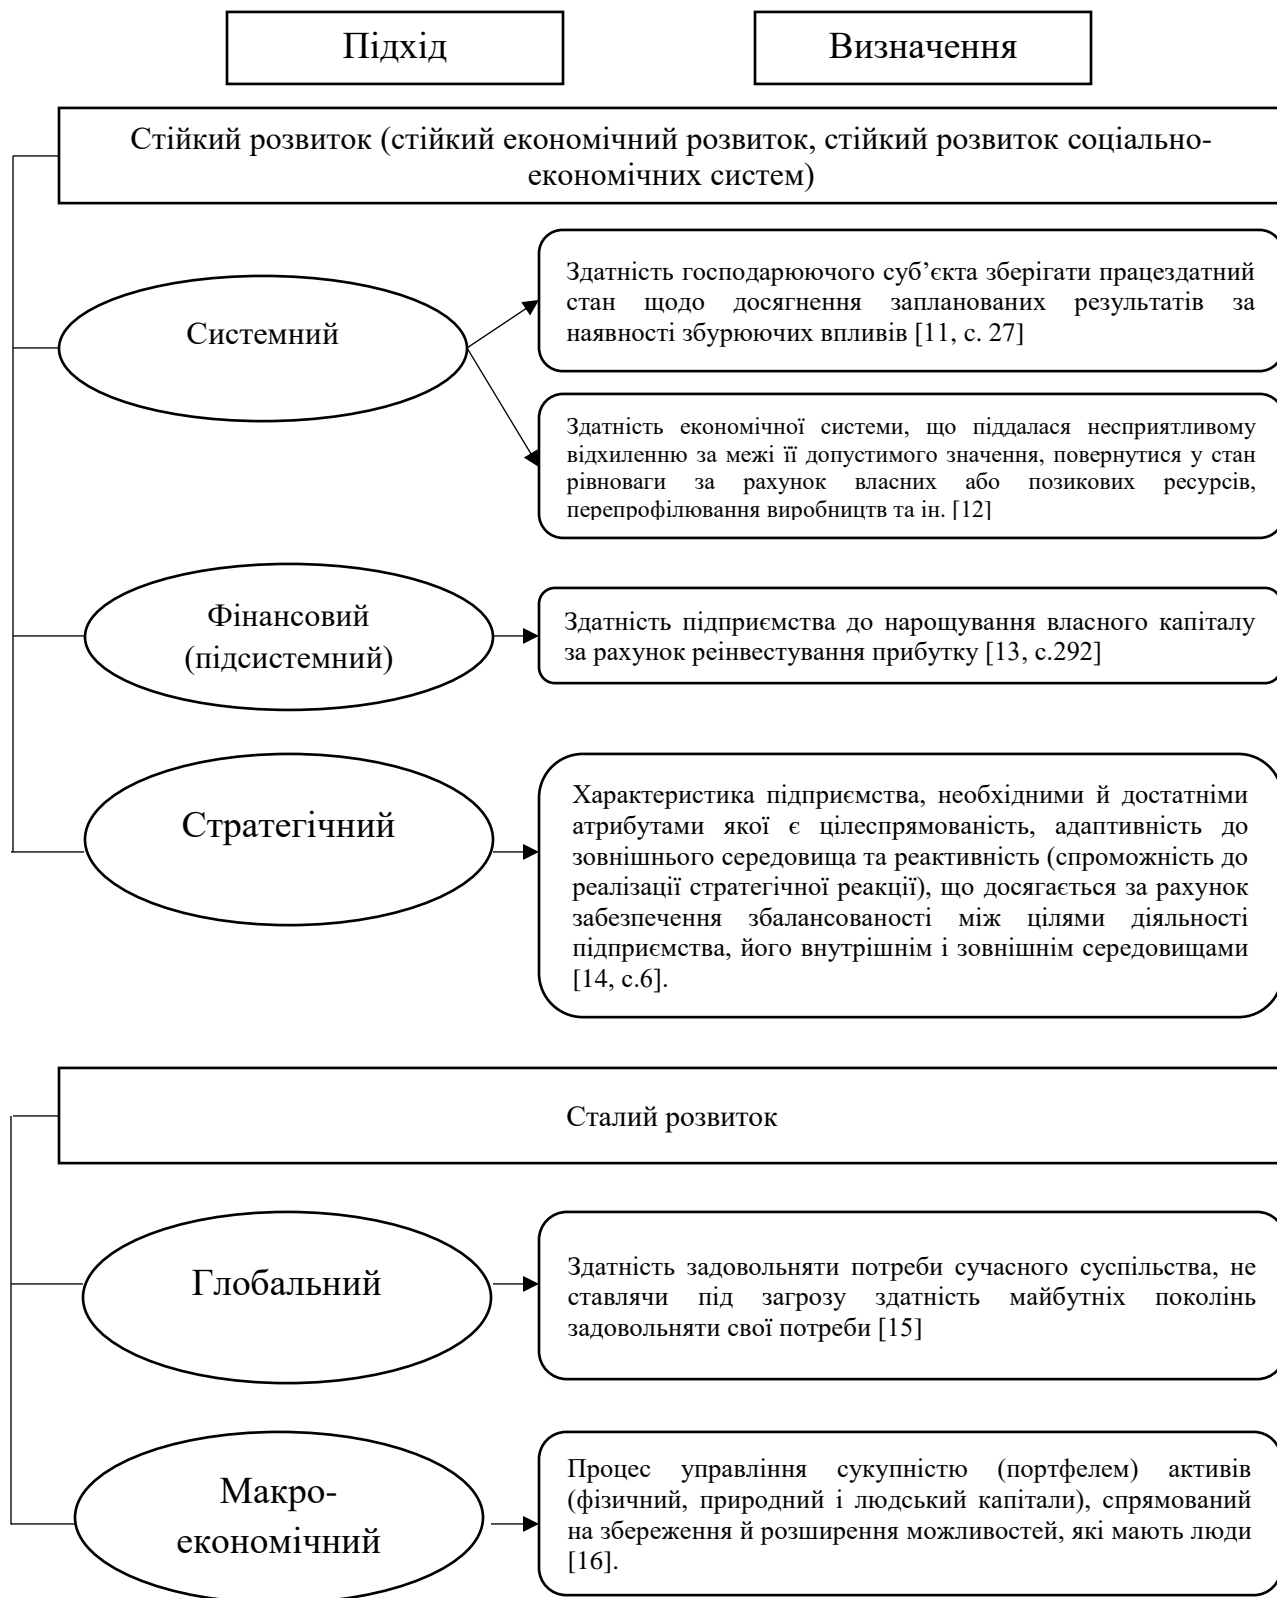 Підхід
Визначення
Стійкий розвиток (стійкий економічний розвиток, стійкий розвиток соціально-
економічних систем)
Системний
Здатність господарюючого суб’єкта зберігати працездатний
стан щодо досягнення запланованих результатів за
наявності збурюючих впливів [11, с. 27]
Здатність економічної системи, що піддалася несприятливому
відхиленню за межі її допустимого значення, повернутися у стан
рівноваги за рахунок власних або позикових ресурсів,
перепрофілювання виробництв та ін. [12]
Фінансовий
(підсистемний)
Здатність підприємства до нарощування власного капіталу
за рахунок реінвестування прибутку [13, с.292]
Стратегічний
Характеристика підприємства, необхідними й достатніми
атрибутами якої є цілеспрямованість, адаптивність до
зовнішнього середовища та реактивність (спроможність до
реалізації стратегічної реакції), що досягається за рахунок
забезпечення збалансованості між цілями діяльності
підприємства, його внутрішнім і зовнішнім середовищами
[14, с.6].
Сталий розвиток
Глобальний
Здатність задовольняти потреби сучасного суспільства, не
ставлячи під загрозу здатність майбутніх поколінь
задовольняти свої потреби [15]
Макро-
економічний
Процес управління сукупністю (портфелем) активів
(фізичний, природний і людський капітали), спрямований
на збереження й розширення можливостей, які мають люди
[16].